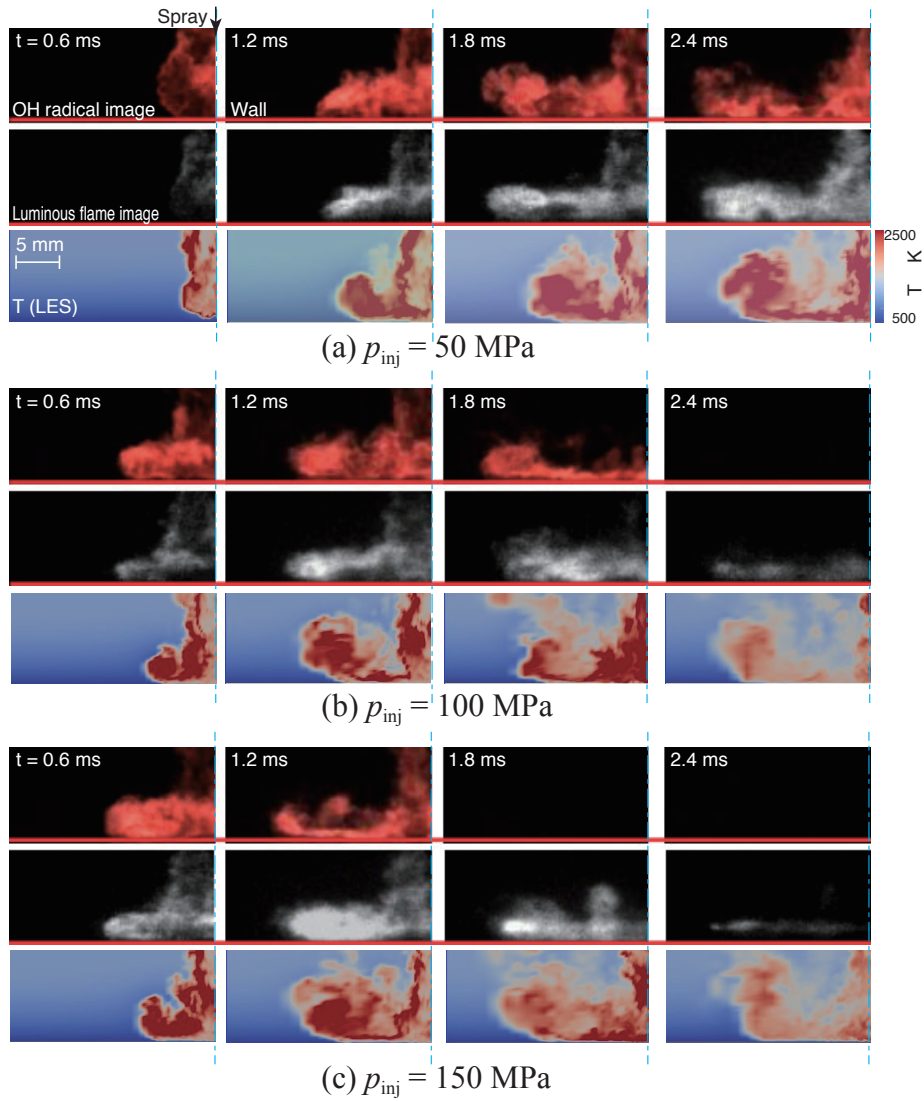 Spray
t = 0.6 ms 1.2 ms 1.8 ms 2.4 ms
OH radical image Wall
Luminous flame image
5 mm
T (LES)
2500
T K
500
(a) pinj = 50 MPa
t = 0.6 ms 1.2 ms 1.8 ms 2.4 ms
(b) pinj = 100 MPa
t = 0.6 ms 1.2 ms 1.8 ms 2.4 ms
(c) pinj = 150 MPa